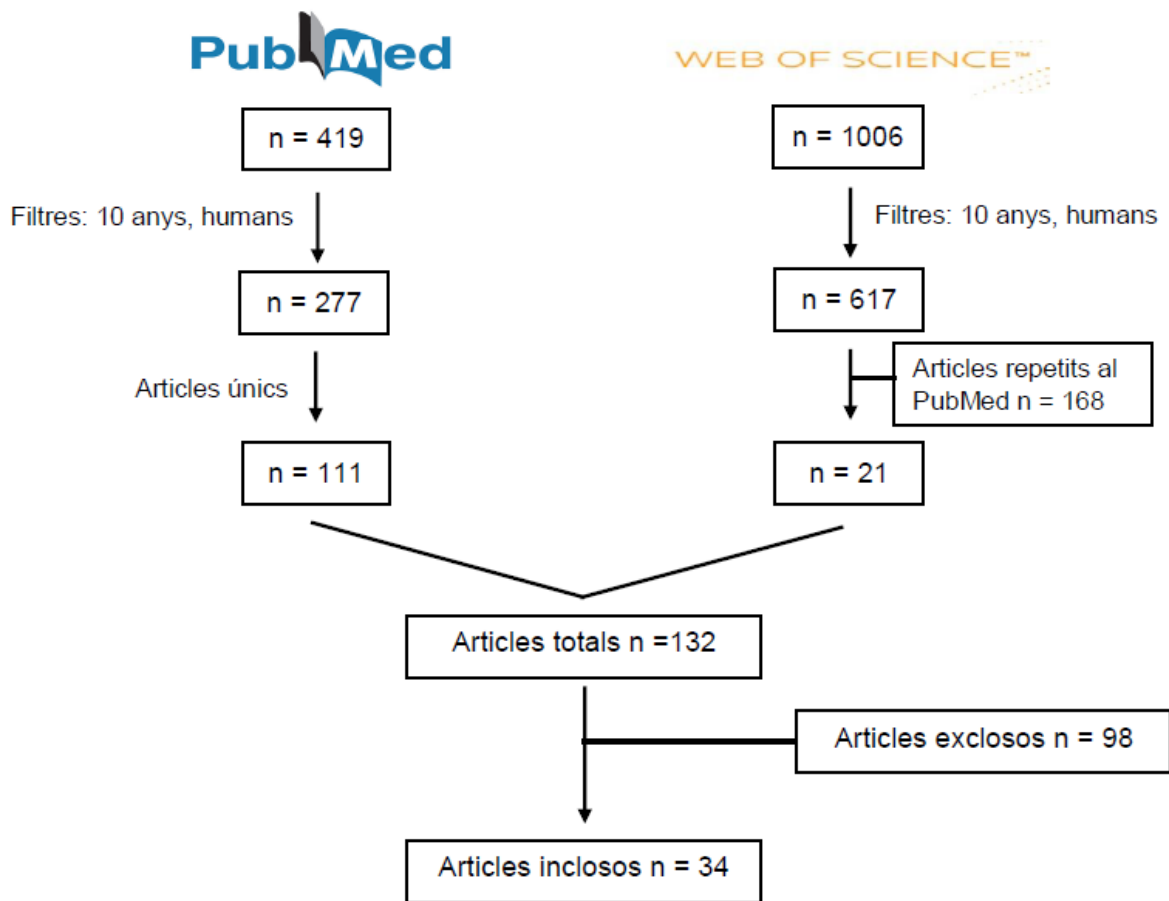 PubMed
WEB OF SCIENCE™
n = 419
n = 1006
Filtres: 10 anys, humans
Filtres: 10 anys, humans
n = 277
n = 617
Articles únics
Articles repetits al
PubMed n = 168
n = 111
n = 21
Articles totals n =132
Articles exclosos n = 98
Articles inclosos n = 34